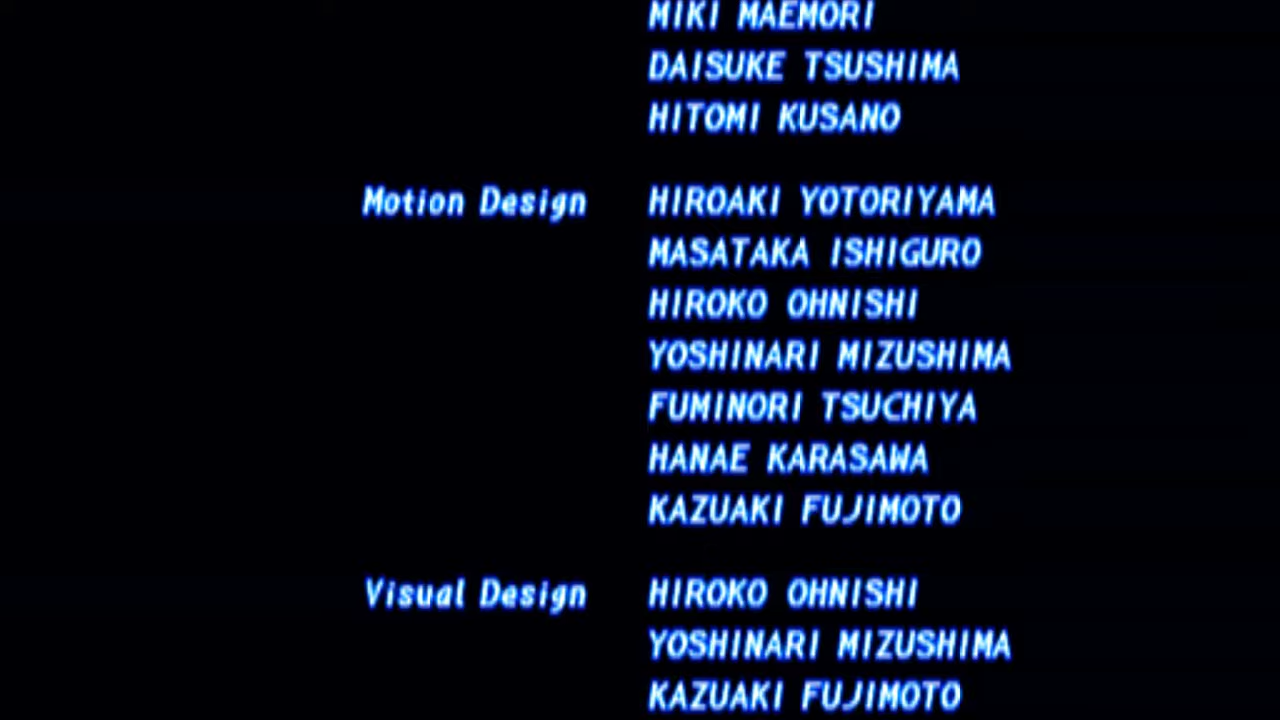 MIKI MAEMORI
DAISUKE TSUSHIMA
HITOMI KUSANO
Motion Design HIROAKI YOTORIYAMA
MASATAKA ISHIGURO
HIROKO OHNISHI
YOSHINARI MIZUSHIMA
FUMINORI TSUCHIYA
HANAE KARASAWA
KAZUAKI FUJIMOTO
Visual Design HIROKO OHNISHI
YOSHINARI MIZUSHIMA
KAZUAKI FUJIMOTO